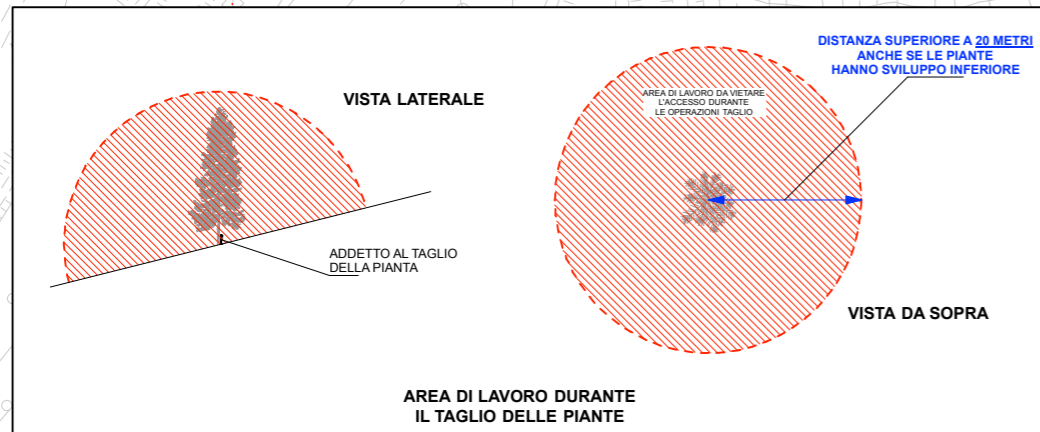 VISTA LATERALE
ADDETTO AL TAGLIO
DELLA PIANTA
DISTANZA SUPERIORE A 20 METRI
ANCHE SE LE PIANTE
HANNO SVILUPPO INFERIORE
AREA DI LAVORO DA VIETARE
L'ACCESSO DURANTE
LE OPERAZIONI TAGLIO
VISTA DA SOPRA
AREA DI LAVORO DURANTE
IL TAGLIO DELLE PIANTE